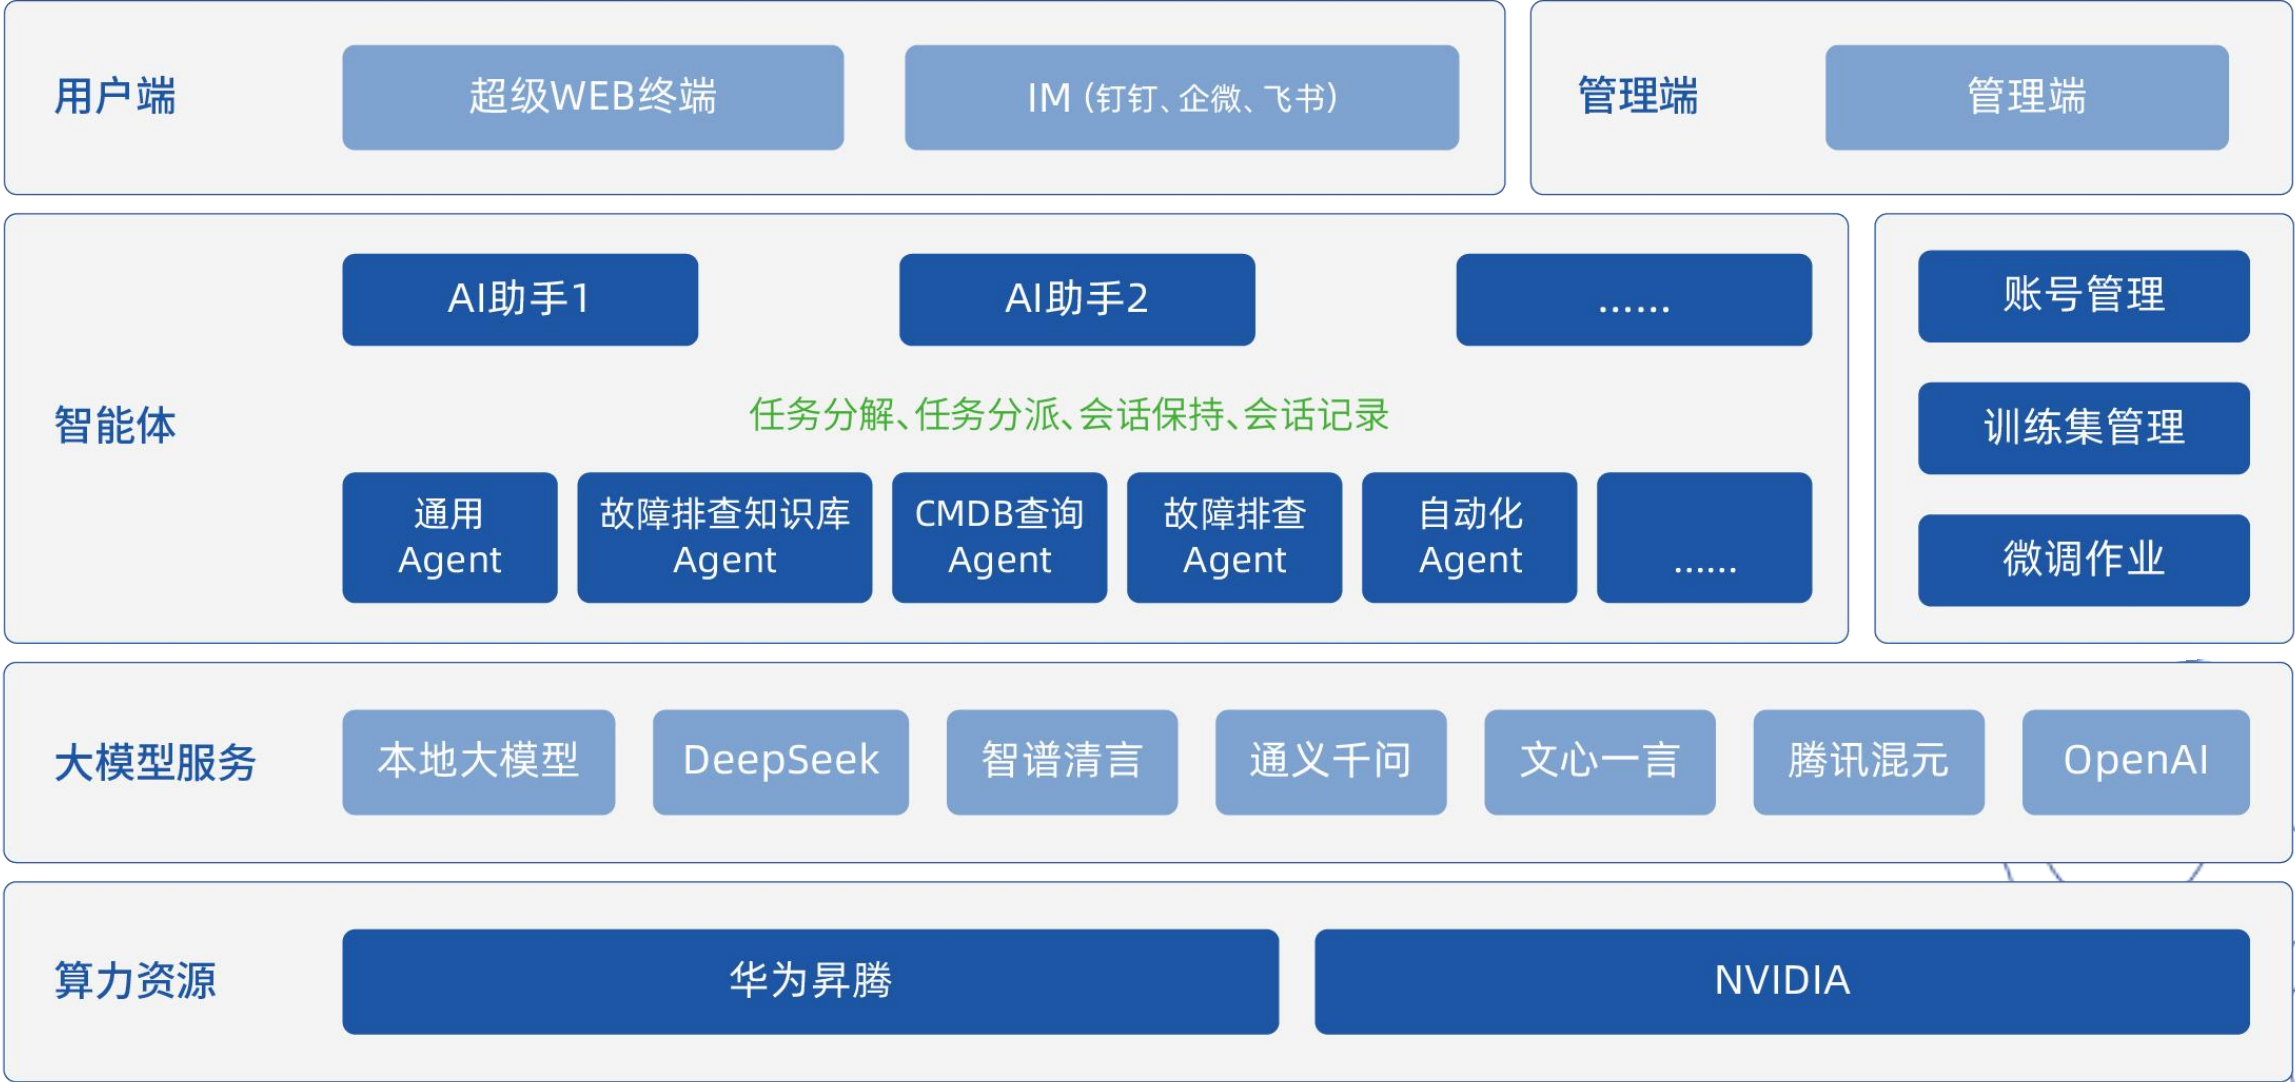 用户端
超级WEB终端
IM (钉钉、企微、飞书)
管理端
管理端
智能体
AI助手1
AI助手2
......
任务分解、任务分派、会话保持、会话记录
通用
Agent
故障排查知识库
Agent
CMDB查询
Agent
故障排查
Agent
自动化
Agent
......
账号管理
训练集管理
微调作业
大模型服务
本地大模型
DeepSeek
智谱清言
通义千问
文心一言
腾讯混元
OpenAI
算力资源
华为昇腾
NVIDIA